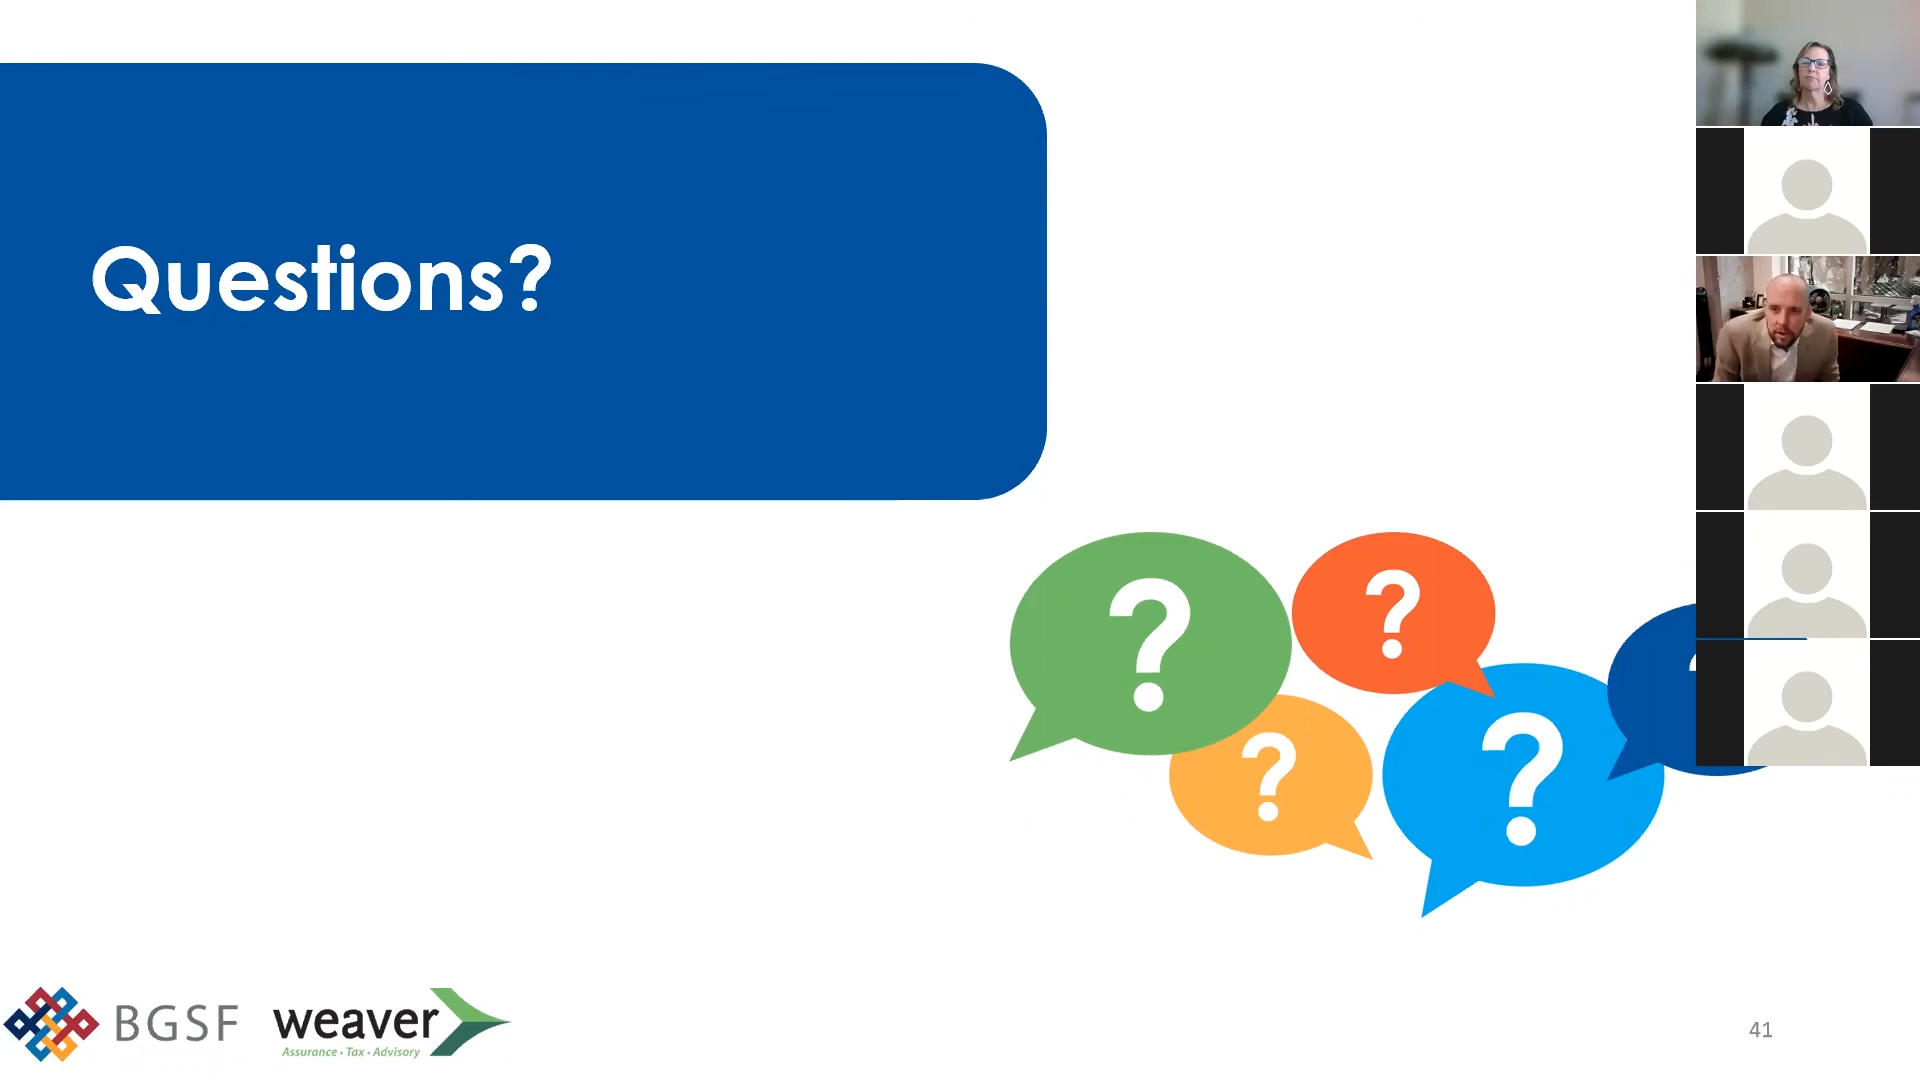 Questions?
?
?
?
?
BGSF
weaver
Assurance • Tax • Advisory
41